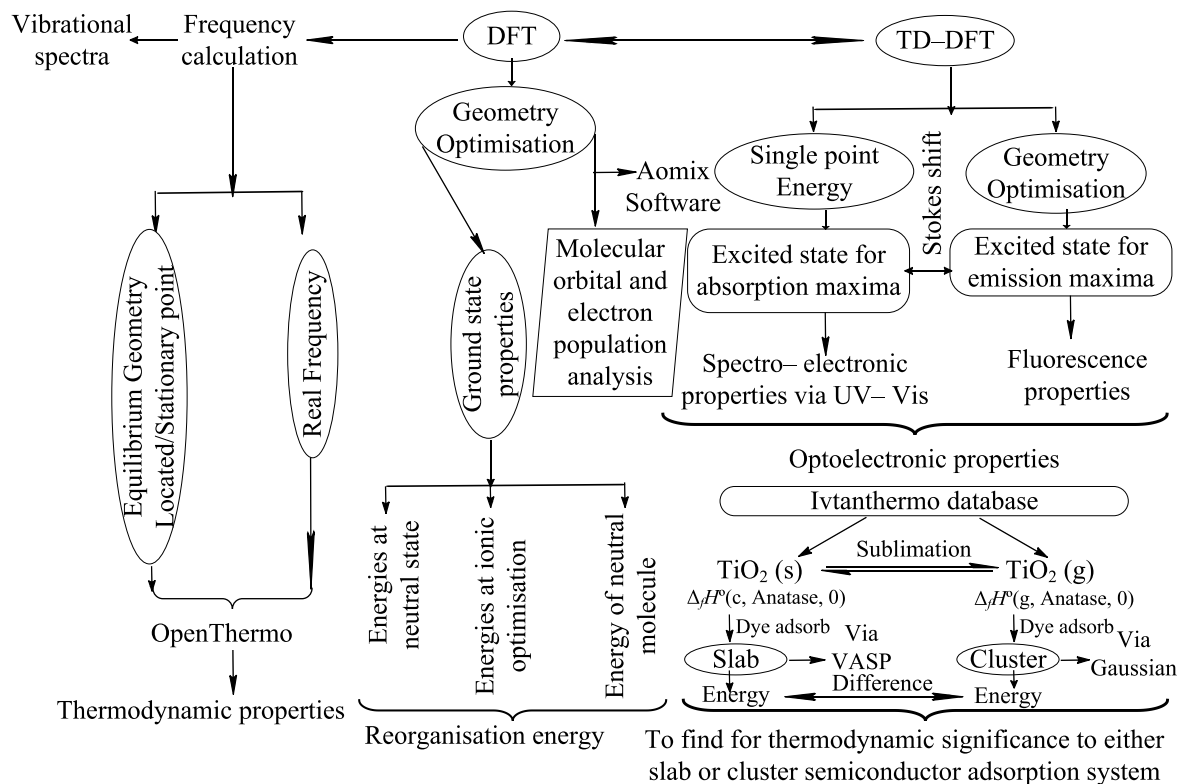 Vibrational
spectra
Frequency
calculation
DFT
TD–DFT
Geometry
Optimisation
Aomix
Software
Single point
Energy
Stokes shift
Geometry
Optimisation
Equilibrium Geometry
Located/Stationary point
Real Frequency
Ground state
properties
Molecular
orbital and
electron
population
analysis
Excited state for
absorption maxima
Excited state for
emission maxima
Spectro– electronic
properties via UV– Vis
Fluorescence
properties
Optoelectronic properties
Energies at
neutral state
Energies at ionic
optimisation
Energy of neutral
molecule
Reorganisation energy
OpenThermo
Thermodynamic properties
Ivtanthermo database
TiO₂ (s)
Sublimation
TiO₂ (g)
ΔfHº(c, Anatase, 0)
ΔfHº(g, Anatase, 0)
Dye adsorb
Dye adsorb
Slab
Via
VASP
Cluster
Via
Gaussian
Energy
Difference
Energy
To find for thermodynamic significance to either
slab or cluster semiconductor adsorption system